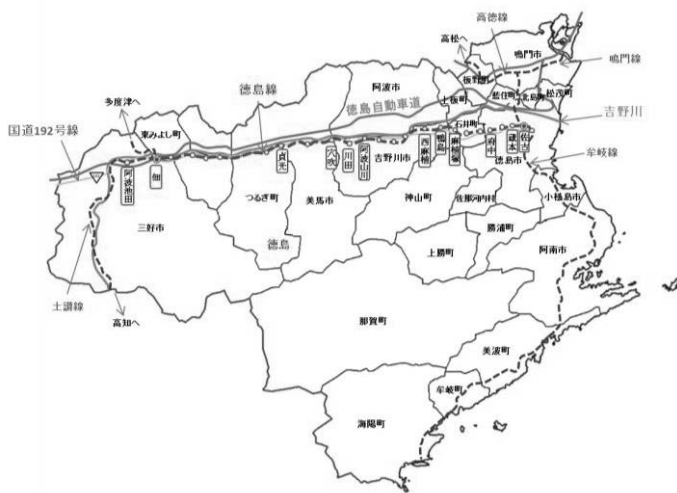 高徳線
高松へ
鳴門市
鳴門線
板野町
徳島線
阿波市
藍住町
北島町
松茂町
上板町
多度津へ
徳島自動車道
吉野川
国道192号線
東みよし町
石井町
佐古
蔵本
府中
麻植塚
鴨島
西麻植
吉野川市
阿波山川
川田
穴吹
貞光
佃
阿波池田
徳島市
牟岐線
つるぎ町
美馬市
神山町
佐那河内村
小松島市
三好市
勝浦町
徳島
上勝町
阿南市
土讃線
高知へ
那賀町
美波町
牟岐町
海陽町